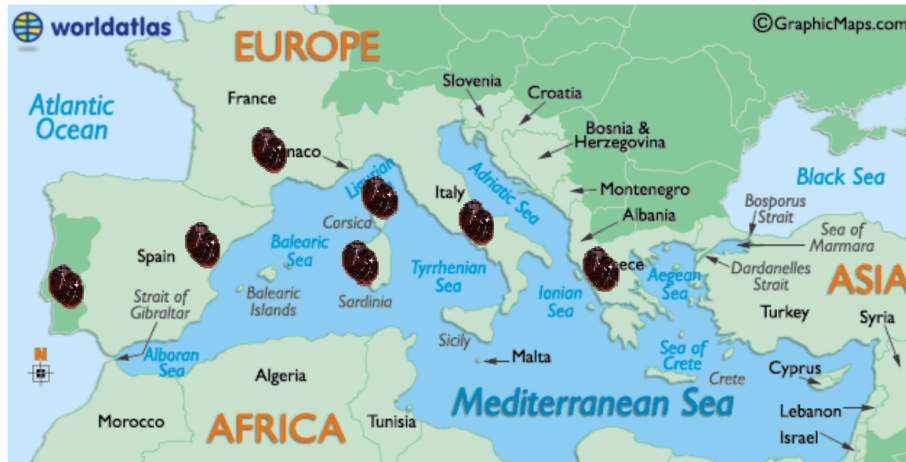 worldatlas
©GraphicMaps.com
EUROPE
Slovenia
Croatia
France
Atlantic
Ocean
Bosnia &
Herzegovina
naco
Ligurian
Adriatic Sea
Italy
Montenegro
Black Sea
Bosporus
Strait
Corsica
Albania
Sea of
Marmara
Spain
Balearic
Sea
ece
Aegean
Sea
Dardanelles
Strait
ASIA
Tyrrhenian
Sea
Ionian
Sea
Strait of
Gibraltar
Balearic
Islands
Sardinia
Turkey
Syria
N
Alboran
Sea
Sicily
Malta
Sea of
Crete
Crete
Cyprus
Algeria
Mediterranean Sea
Lebanon
Morocco
AFRICA
Tunisia
Israel